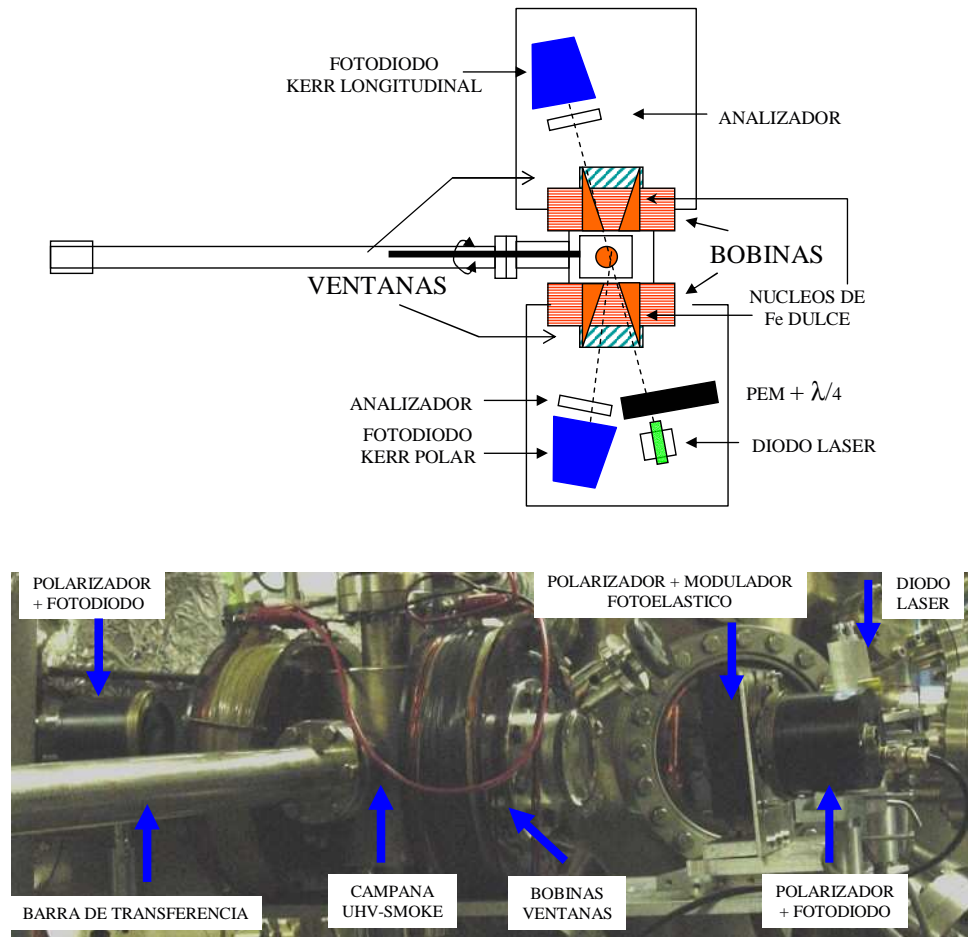 FOTODIODO
KERR LONGITUDINAL
ANALIZADOR
VENTANAS
BOBINAS
NUCLEOS DE
Fe DULCE
ANALIZADOR
FOTODIODO
KERR POLAR
PEM + λ/4
DIODO LASER
POLARIZADOR
+ FOTODIODO
POLARIZADOR + MODULADOR
FOTOELASTICO
DIODO
LASER
BARRA DE TRANSFERENCIA
CAMPANA
UHV-SMOKE
BOBINAS
VENTANAS
POLARIZADOR
+ FOTODIODO